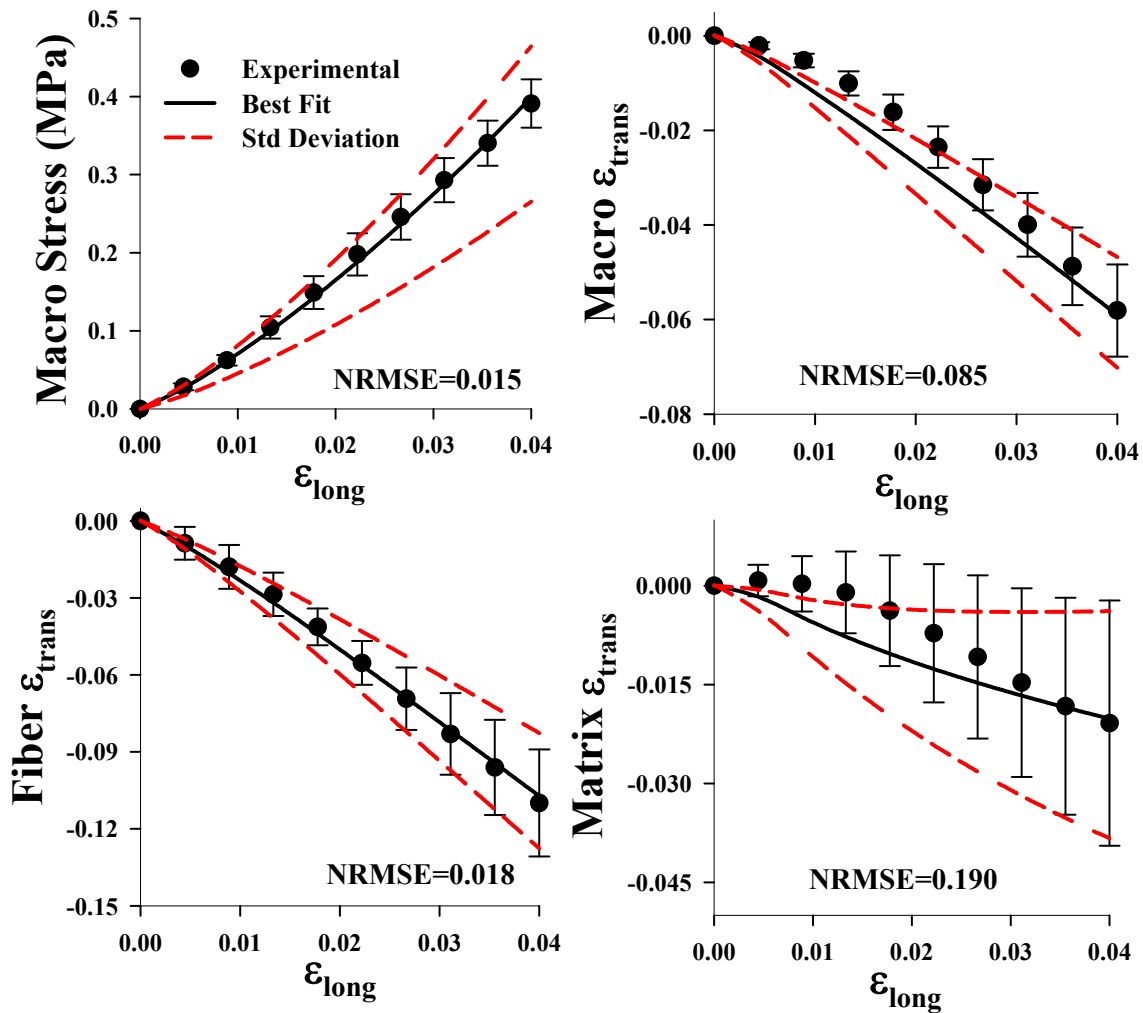 Macro Stress (MPa)
0.5
0.4
0.3
0.2
0.1
0.0
Experimental
Best Fit
Std Deviation
NRMSE=0.015
0.00 0.01 0.02 0.03 0.04
εlong
Macro εtrans
0.00
-0.02
-0.04
-0.06
-0.08
NRMSE=0.085
0.00 0.01 0.02 0.03 0.04
εlong
Fiber εtrans
0.00
-0.03
-0.06
-0.09
-0.12
-0.15
NRMSE=0.018
0.00 0.01 0.02 0.03 0.04
εlong
Matrix εtrans
0.000
-0.015
-0.030
-0.045
NRMSE=0.190
0.00 0.01 0.02 0.03 0.04
εlong